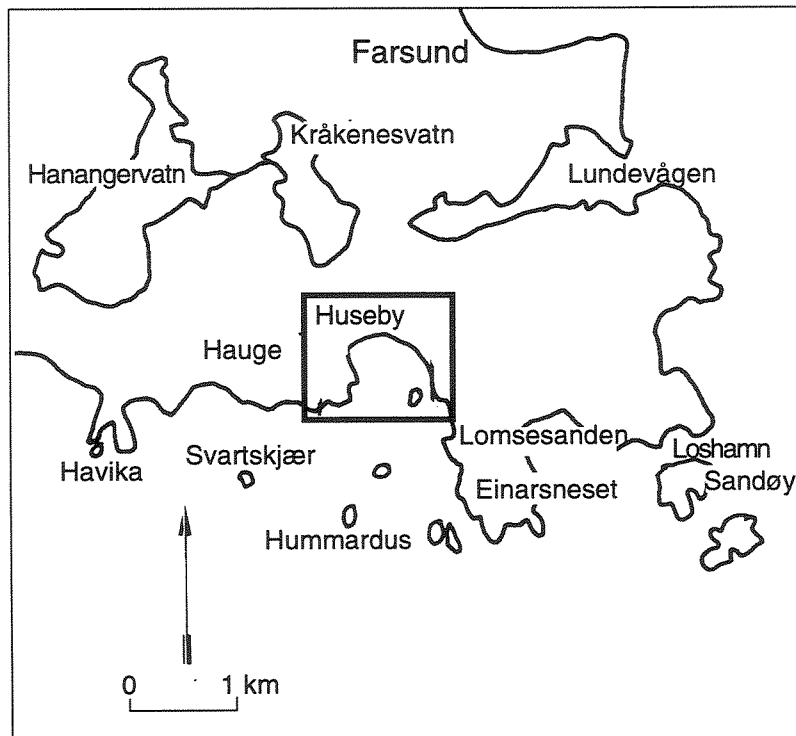 Farsund
Kråkenesvatn
Hanangervatn
Lundevågen
Huseby
Hauge
Lomsesanden
Loshamn
Svartskjær
Havika
Einarsneset
Sandøy
Hummardus
0 1 km